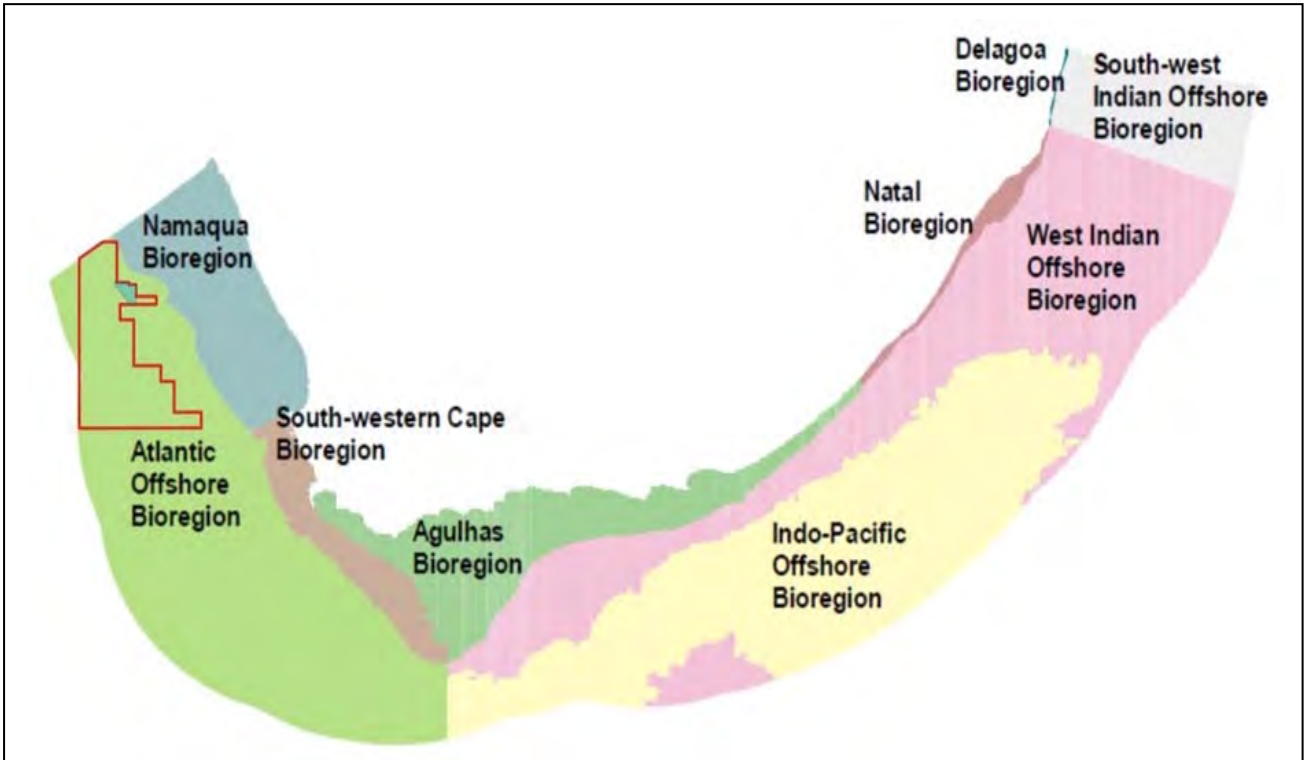 Delagoa
Bioregion
South-west
Indian Offshore
Bioregion
Natal
Bioregion
Namaqua
Bioregion
West Indian
Offshore
Bioregion
South-western Cape
Bioregion
Atlantic
Offshore
Bioregion
Agulhas
Bioregion
Indo-Pacific
Offshore
Bioregion